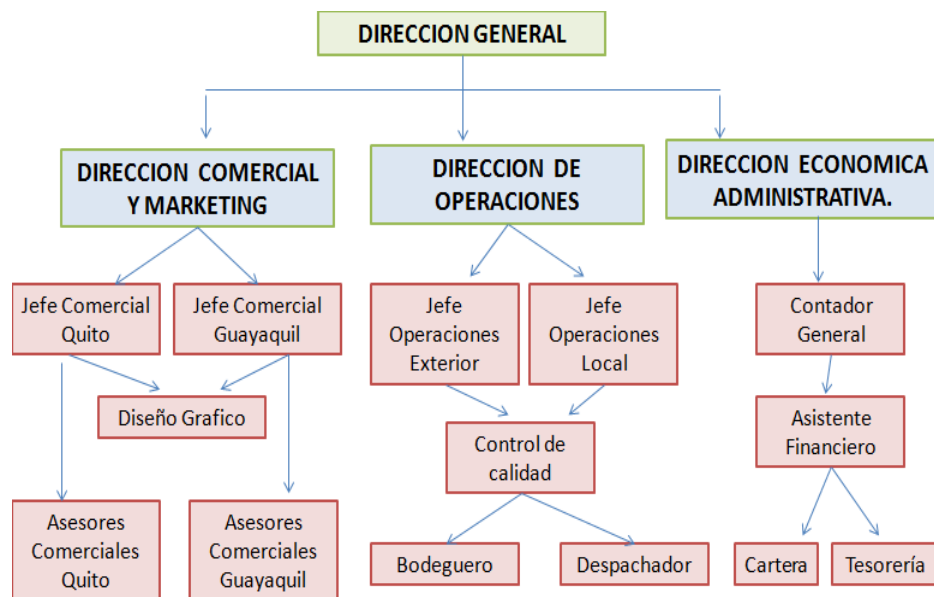 DIRECCION GENERAL
DIRECCION COMERCIAL
Y MARKETING
DIRECCION DE
OPERACIONES
DIRECCION ECONOMICA
ADMINISTRATIVA.
Jefe Comercial
Quito
Jefe Comercial
Guayaquil
Jefe
Operaciones
Exterior
Jefe
Operaciones
Local
Contador
General
Diseño Grafico
Control de
calidad
Asistente
Financiero
Asesores
Comerciales
Quito
Asesores
Comerciales
Guayaquil
Bodeguero
Despachador
Cartera
Tesorería